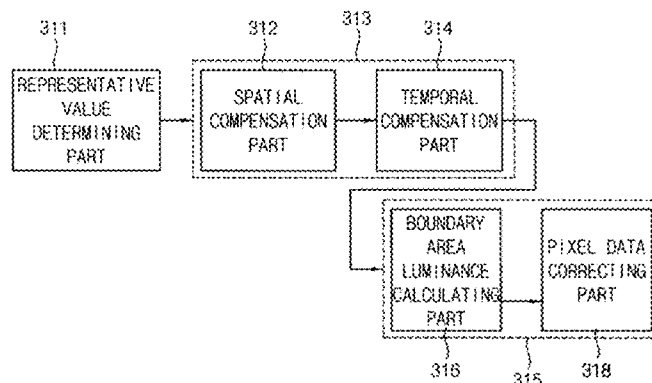 311
312
313
314
REPRESENTATIVE
VALUE
DETERMINING
PART
SPATIAL
COMPENSATION
PART
TEMPORAL
COMPENSATION
PART
BOUNDARY
AREA
LUMINANCE
CALCULATING
PART
PIXEL DATA
CORRECTING
PART
316
315
318